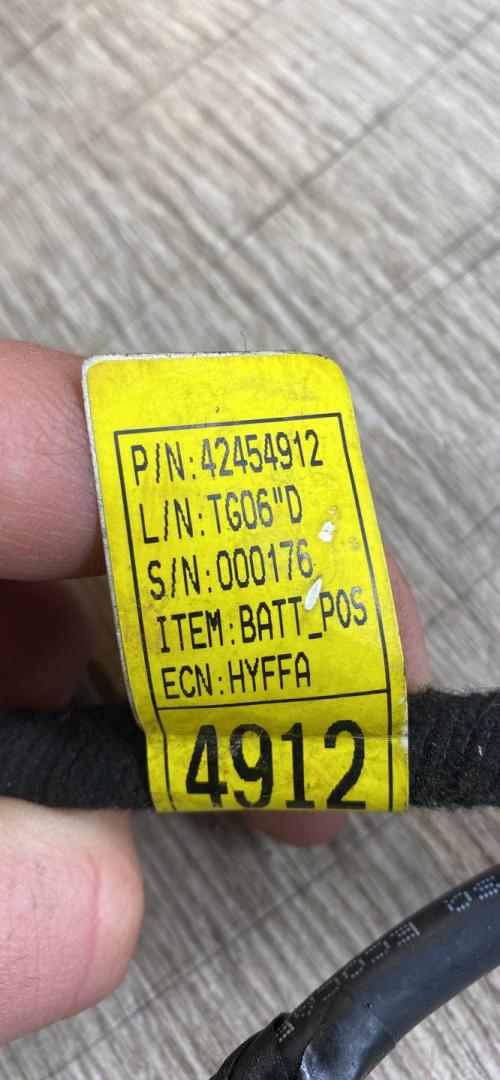 P/N:42454912
L/N:TG06"D
S/N:000176
ITEM:BATT_POS
ECN:HYFFA
4912